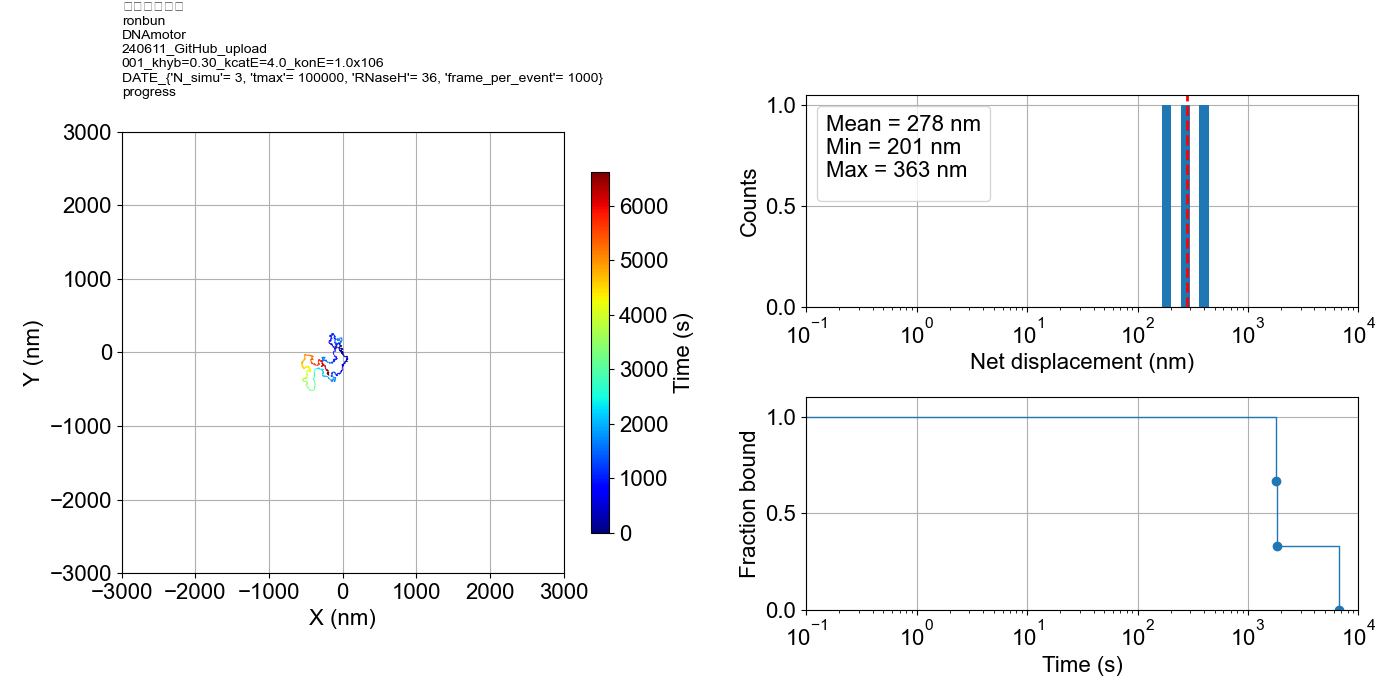 ronbun
DNAmotor
240611_GitHub_upload
001_khyb=0.30_kcatE=4.0_konE=1.0x106
DATE_{'N_simu'= 3, 'tmax'= 100000, 'RNaseH'= 36, 'frame_per_event'= 1000}
progress
3000
2000
1000
0
−1000
−2000
−3000
Y (nm)
−3000 −2000 −1000 0 1000 2000 3000
X (nm)
6000
5000
4000
3000
2000
1000
0
Time (s)
1.0
0.5
0.0
Counts
Mean = 278 nm
Min = 201 nm
Max = 363 nm
10−1 100 101 102 103 104
Net displacement (nm)
1.0
0.5
0.0
Fraction bound
10−1 100 101 102 103 104
Time (s)